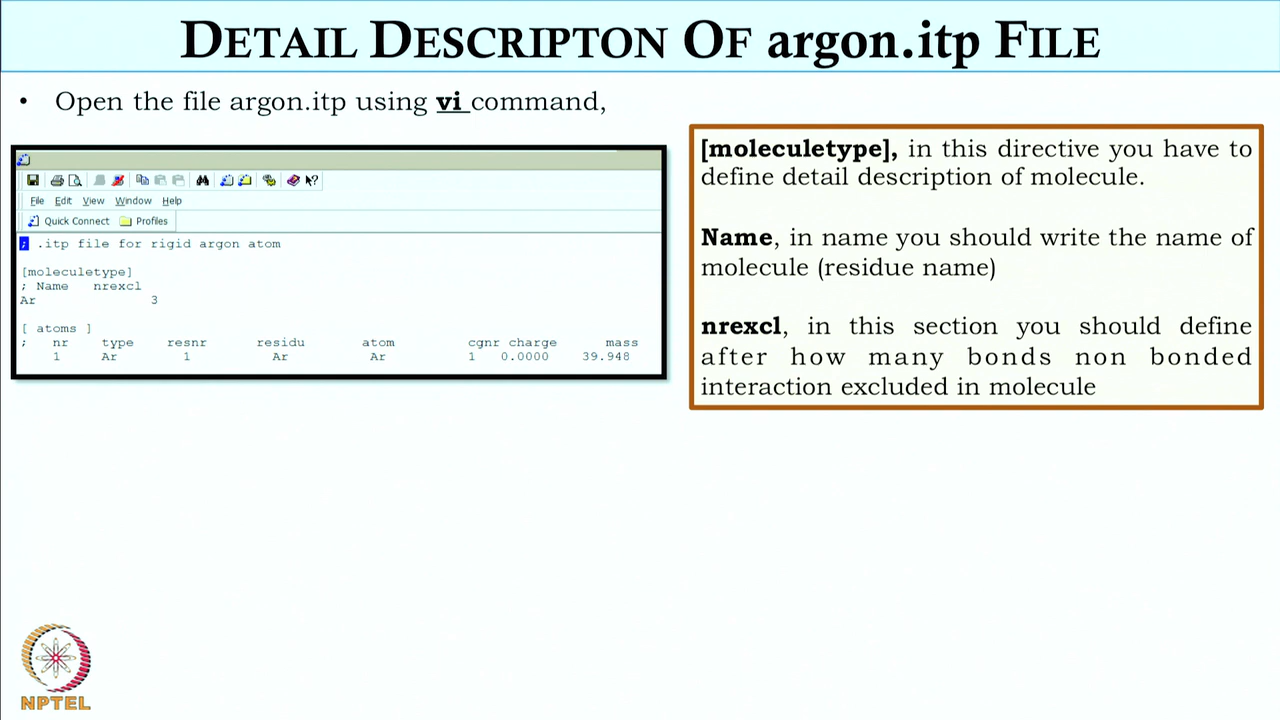 DETAIL DESCRIPTON OF argon.itp FILE
• Open the file argon.itp using vi command,
File Edit View Window Help
Quick Connect Profiles
; .itp file for rigid argon atom
[moleculetype]
; Name nrexcl
Ar 3
[ atoms ]
; nr type resnr residu atom cgnr charge mass
1 Ar 1 Ar Ar 1 0.0000 39.948
[moleculetype], in this directive you have to
define detail description of molecule.
Name, in name you should write the name of
molecule (residue name)
nrexcl, in this section you should define
after how many bonds non bonded
interaction excluded in molecule
NPTEL